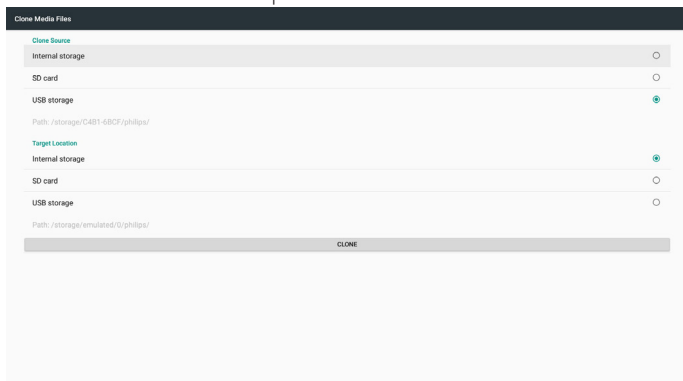 Clone Media Files
Clone Source
Internal storage
SD card
USB storage
Path: /storage/C4B1-6BCF/philips/
Target Location
Internal storage
SD card
USB storage
Path: /storage/emulated/0/philips/
CLONE